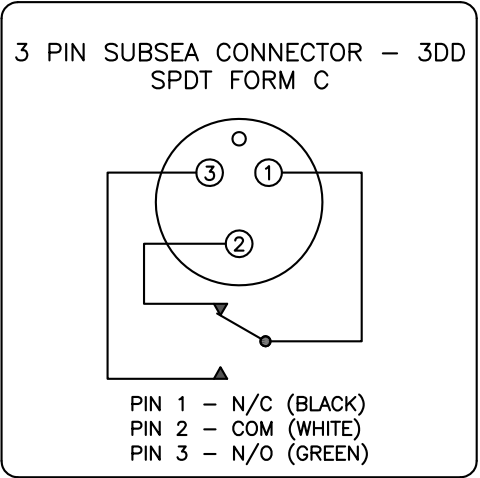 3 PIN SUBSEA CONNECTOR – 3DD
SPDT FORM C
3 1
2
PIN 1 – N/C (BLACK)
PIN 2 – COM (WHITE)
PIN 3 – N/O (GREEN)